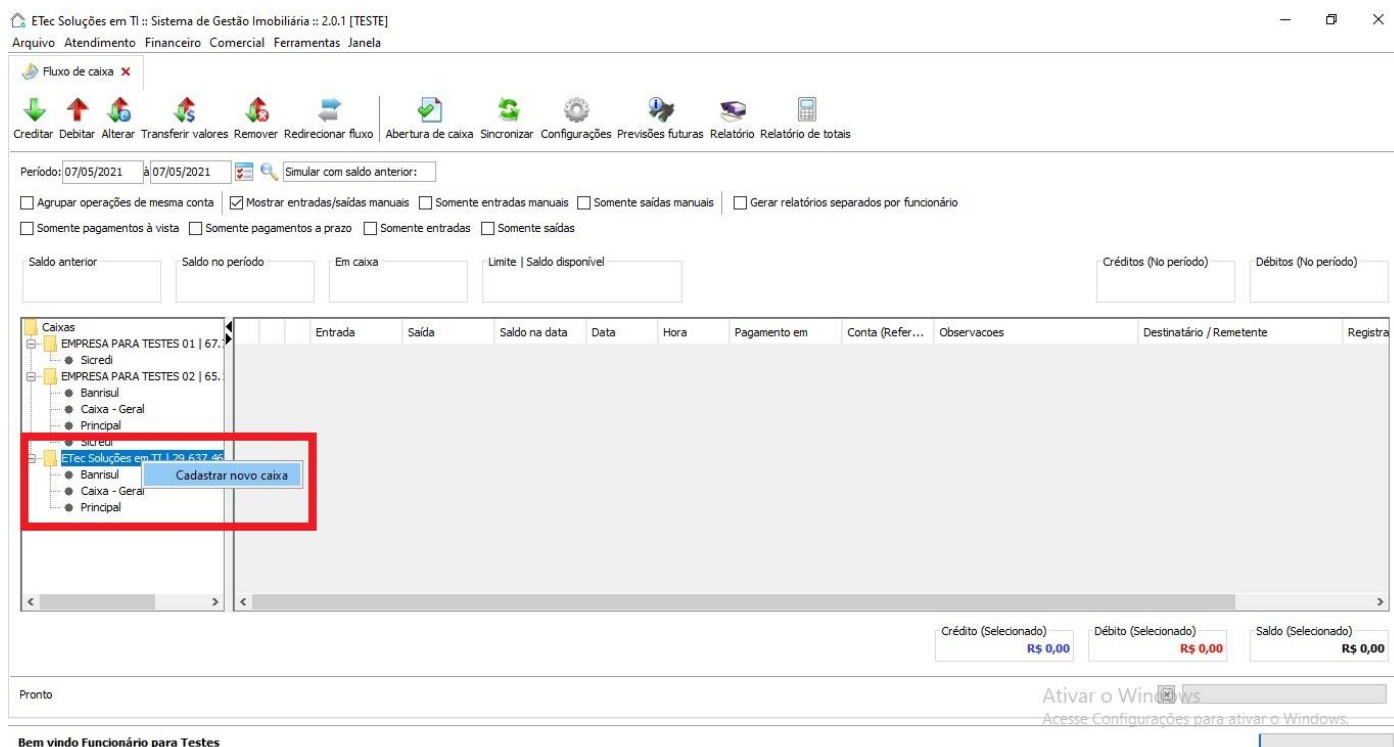 ETec Soluções em TI :: Sistema de Gestão Imobiliária :: 2.0.1 [TESTE]
Arquivo Atendimento Financeiro Comercial Ferramentas Janela
Fluxo de caixa
Creditar Debitar Alterar Transferir valores Remover Redirecionar fluxo Abertura de caixa Sincronizar Configurações Previsões futuras Relatório Relatório de totais
Período: 07/05/2021 à 07/05/2021 Simular com saldo anterior:
Agrupar operações de mesma conta Mostrar entradas/saídas manuais Somente entradas manuais Somente saídas manuais Gerar relatórios separados por funcionário
Somente pagamentos à vista Somente pagamentos a prazo Somente entradas Somente saídas
Saldo anterior Saldo no período Em caixa Limite | Saldo disponível Créditos (No período) Débitos (No período)
Entrada Saída Saldo na data Data Hora Pagamento em Conta (Refer... Observacoes Destinatário / Remetente Registra
Caixas
EMPRESA PARA TESTES 01 | 67.
Sicredi
EMPRESA PARA TESTES 02 | 65.
Banrisul
Caixa - Geral
Principal
Sicredi
ETec Soluções em TI | 29.637.46
Banrisul
Cadastrar novo caixa
Caixa - Geral
Principal
Crédito (Selecionado) Débito (Selecionado) Saldo (Selecionado)
R$ 0,00 R$ 0,00 R$ 0,00
Pronto
Ativar o Windows
Acesse Configurações para ativar o Windows.
Bem vindo Funcionário para Testes